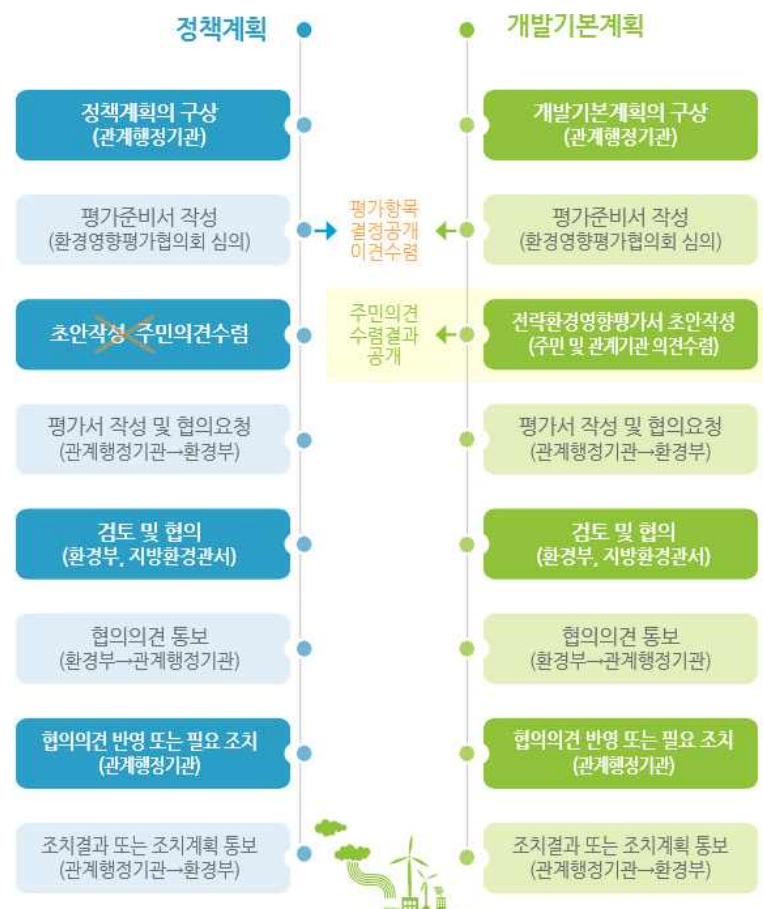 정책계획
개발기본계획
정책계획의 구상
(관계행정기관)
개발기본계획의 구상
(관계행정기관)
평가준비서 작성
(환경영향평가협의회 심의)
평가항목
결정공개
의견수렴
평가준비서 작성
(환경영향평가협의회 심의)
초안작성 주민의견수렴
주민의견
수렴결과
공개
전략환경영향평가서 초안작성
(주민 및 관계기관 의견수렴)
평가서 작성 및 협의요청
(관계행정기관→환경부)
평가서 작성 및 협의요청
(관계행정기관→환경부)
검토 및 협의
(환경부, 지방환경관서)
검토 및 협의
(환경부, 지방환경관서)
협의의견 통보
(환경부→관계행정기관)
협의의견 통보
(환경부→관계행정기관)
협의의견 반영 또는 필요 조치
(관계행정기관)
협의의견 반영 또는 필요 조치
(관계행정기관)
조치결과 또는 조치계획 통보
(관계행정기관→환경부)
조치결과 또는 조치계획 통보
(관계행정기관→환경부)